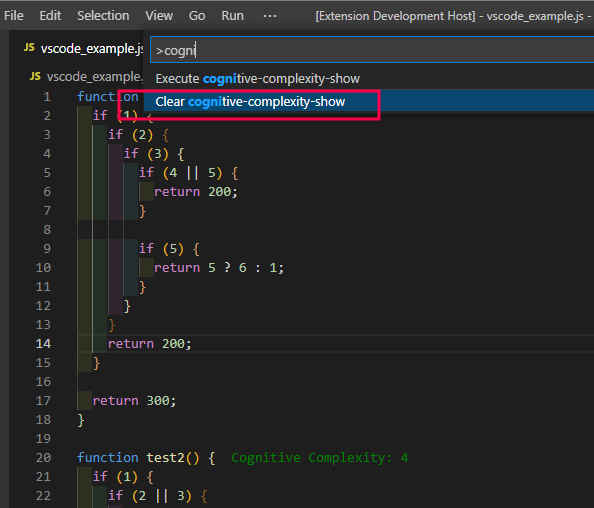 File Edit Selection View Go Run ··· [Extension Development Host] - vscode_example.js -
JS vscode_example.js
>cogni
JS vscode_example.
Execute cognitive-complexity-show
Clear cognitive-complexity-show
1 function
2 if (1) {
3 if (2) {
4 if (3) {
5 if (4 || 5) {
6 return 200;
7 }
8
9 if (5) {
10 return 5 ? 6 : 1;
11 }
12 }
13 }
14 return 200;
15 }
16
17 return 300;
18 }
19
20 function test2() { Cognitive Complexity: 4
21 if (1) {
22 if (2 || 3) {